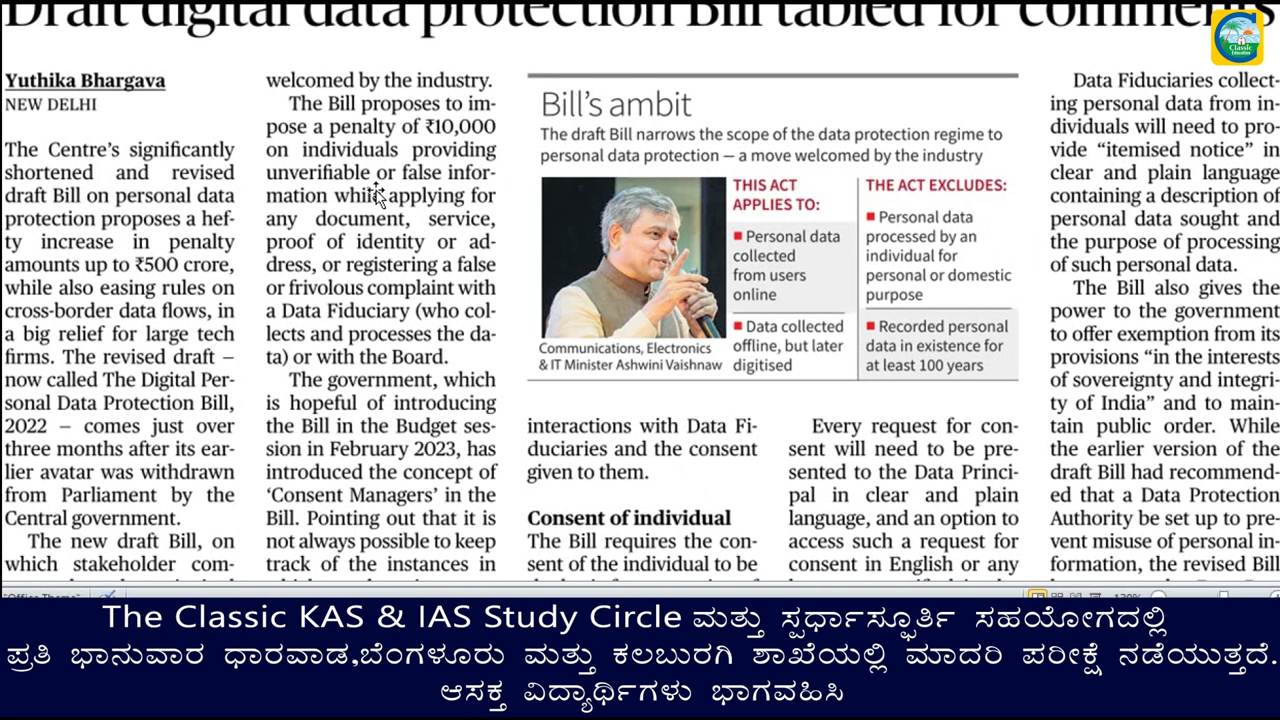 Draft digital data protection Bill tabled for comments
Classic
Education
Yuthika Bhargava
NEW DELHI
The Centre's significantly
shortened and revised
draft Bill on personal data
protection proposes a hef-
ty increase in penalty
amounts up to ₹500 crore,
while also easing rules on
cross-border data flows, in
a big relief for large tech
firms. The revised draft –
now called The Digital Per-
sonal Data Protection Bill,
2022 – comes just over
three months after its ear-
lier avatar was withdrawn
from Parliament by the
Central government.
The new draft Bill, on
which stakeholder com-
welcomed by the industry.
The Bill proposes to im-
pose a penalty of ₹10,000
on individuals providing
unverifiable or false infor-
mation while applying for
any document, service,
proof of identity or ad-
dress, or registering a false
or frivolous complaint with
a Data Fiduciary (who col-
lects and processes the da-
ta) or with the Board.
The government, which
is hopeful of introducing
the Bill in the Budget ses-
sion in February 2023, has
introduced the concept of
'Consent Managers' in the
Bill. Pointing out that it is
not always possible to keep
track of the instances in
Bill's ambit
The draft Bill narrows the scope of the data protection regime to
personal data protection — a move welcomed by the industry
Communications, Electronics
& IT Minister Ashwini Vaishnaw
THIS ACT
APPLIES TO:
Personal data
collected
from users
online
Data collected
offline, but later
digitised
THE ACT EXCLUDES:
Personal data
processed by an
individual for
personal or domestic
purpose
Recorded personal
data in existence for
at least 100 years
interactions with Data Fi-
duciaries and the consent
given to them.
Consent of individual
The Bill requires the con-
sent of the individual to be
Every request for con-
sent will need to be pre-
sented to the Data Princi-
pal in clear and plain
language, and an option to
access such a request for
consent in English or any
Data Fiduciaries collect-
ing personal data from in-
dividuals will need to pro-
vide “itemised notice” in
clear and plain language
containing a description of
personal data sought and
the purpose of processing
of such personal data.
The Bill also gives the
power to the government
to offer exemption from its
provisions “in the interests
of sovereignty and integri-
ty of India” and to main-
tain public order. While
the earlier version of the
draft Bill had recommend-
ed that a Data Protection
Authority be set up to pre-
vent misuse of personal in-
formation, the revised Bill
"Office Theme"
120%
The Classic KAS & IAS Study Circle ಮತ್ತು ಸ್ಪರ್ಧಾಸ್ಫೂರ್ತಿ ಸಹಯೋಗದಲ್ಲಿ
ಪ್ರತಿ ಭಾನುವಾರ ಧಾರವಾಡ,ಬೆಂಗಳೂರು ಮತ್ತು ಕಲಬುರಗಿ ಶಾಖೆಯಲ್ಲಿ ಮಾದರಿ ಪರೀಕ್ಷೆ ನಡೆಯುತ್ತದೆ.
ಆಸಕ್ತ ವಿದ್ಯಾರ್ಥಿಗಳು ಭಾಗವಹಿಸಿ